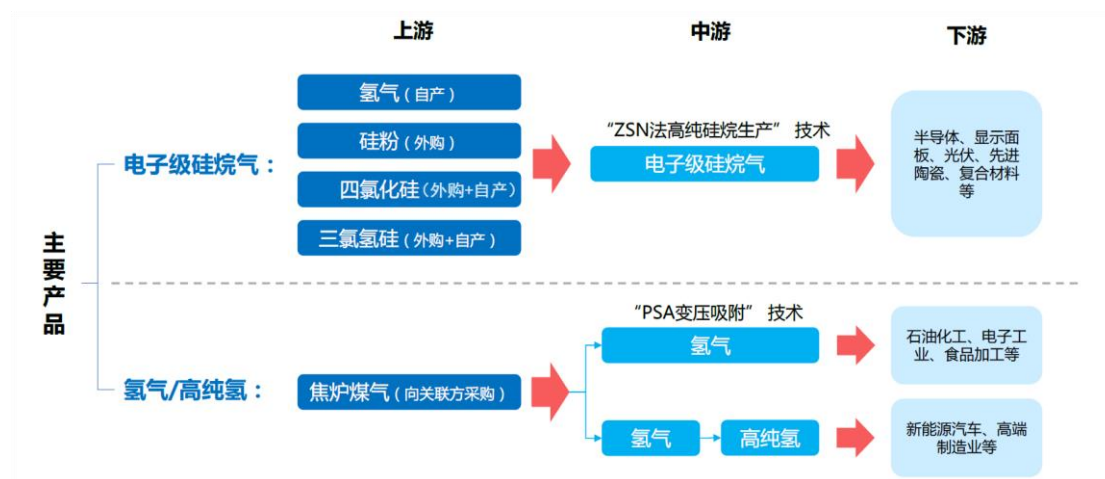 上游
中游
下游
主要产品
电子级硅烷气：
氢气（自产）
硅粉（外购）
四氯化硅（外购+自产）
三氯氢硅（外购+自产）
“ZSN法高纯硅烷生产” 技术
电子级硅烷气
半导体、显示面
板、光伏、先进
陶瓷、复合材料
等
氢气/高纯氢：
焦炉煤气（向关联方采购）
“PSA变压吸附” 技术
氢气
石油化工、电子工
业、食品加工等
氢气
高纯氢
新能源汽车、高端
制造业等